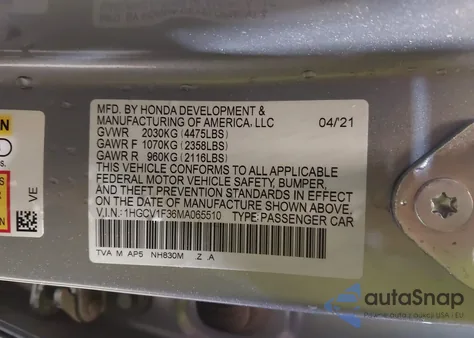 MFD. BY HONDA DEVELOPMENT &
MANUFACTURING OF AMERICA, LLC 04/21
GVWR 2030KG (4475LBS)
GAWR F 1070KG (2358LBS)
GAWR R 960KG (2116LBS)
THIS VEHICLE CONFORMS TO ALL APPLICABLE
FEDERAL MOTOR VEHICLE SAFETY, BUMPER,
AND THEFT PREVENTION STANDARDS IN EFFECT
ON THE DATE OF MANUFACTURE SHOWN ABOVE.
V.I.N.: 1HGCV1F36MA065510 TYPE: PASSENGER CAR
TVA M AP5 NH830M Z A
VE
autoSnap